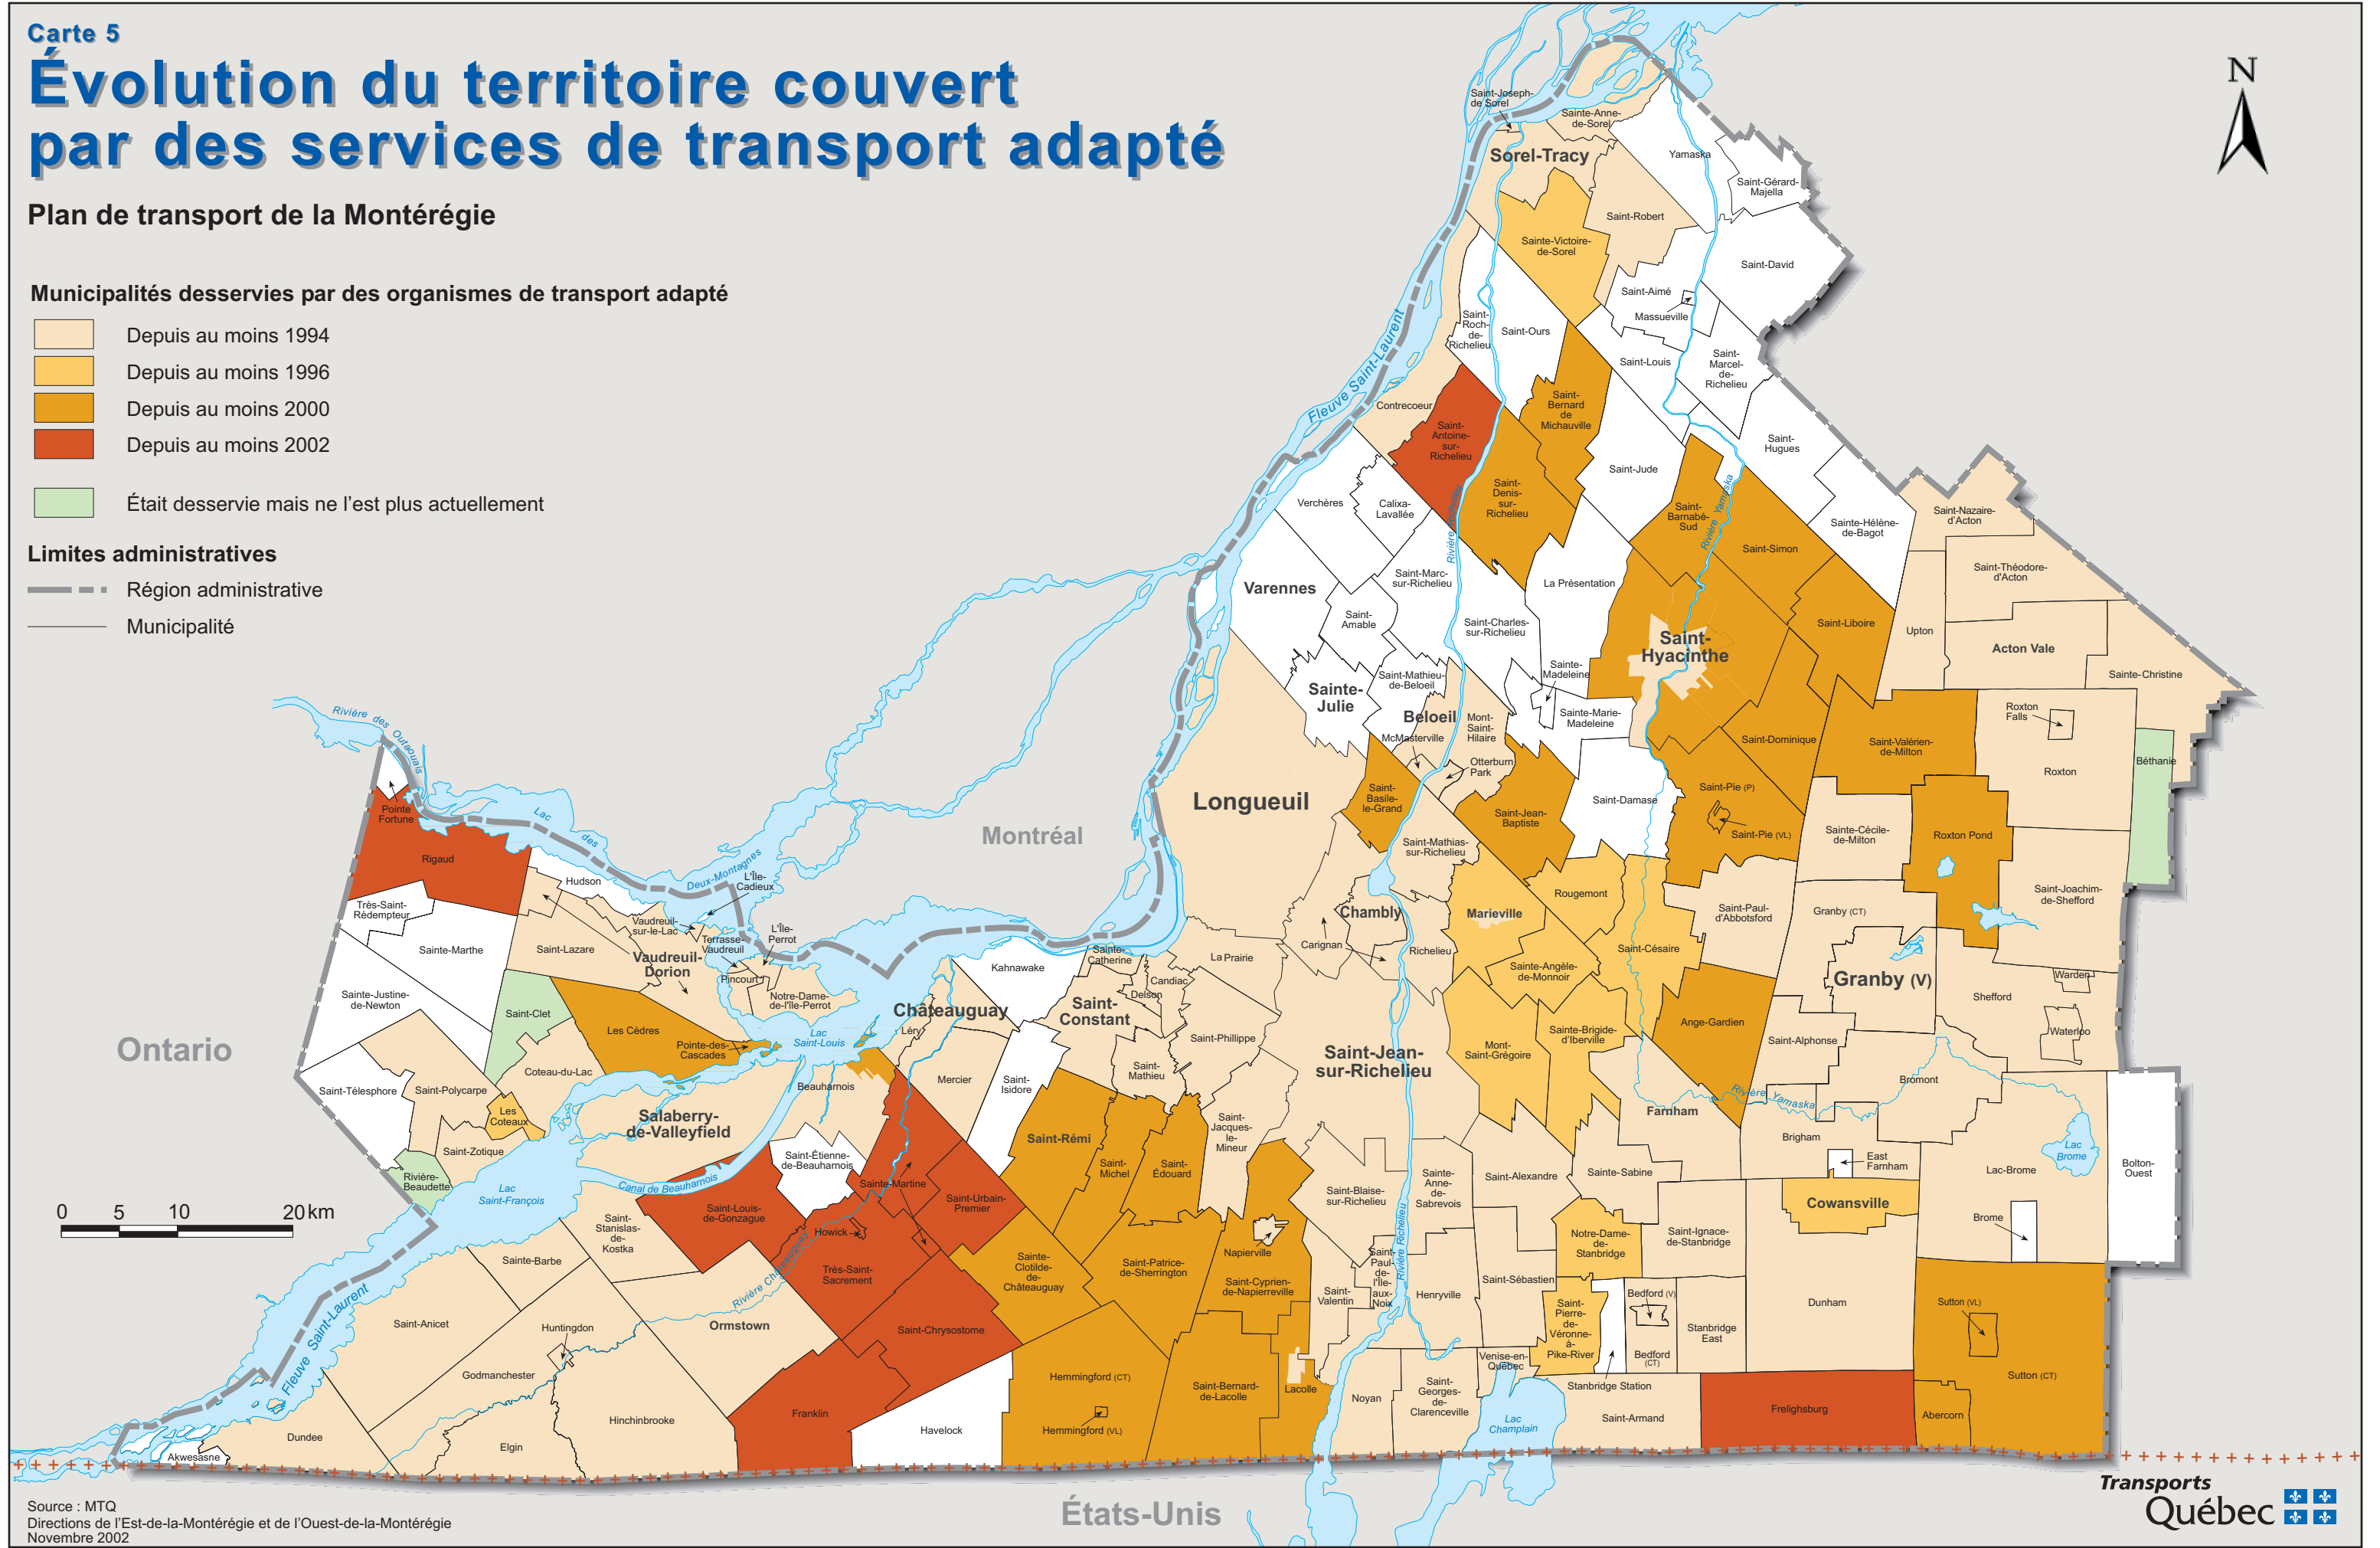 Carte 5
Évolution du territoire couvert
par des services de transport adapté
Plan de transport de la Montérégie
Municipalités desservies par des organismes de transport adapté
Depuis au moins 1994
Depuis au moins 1996
Depuis au moins 2000
Depuis au moins 2002
Était desservie mais ne l'est plus actuellement
Limites administratives
Région administrative
Municipalité
N
Saint-Joseph-
de Sorel
Sainte-Anne-
de-Sorel
Sorel-Tracy
Yamaska
Saint-Gérard-
Majella
Saint-Robert
Sainte-Victoire-
de-Sorel
Saint-David
Saint-Aimé
Massueville
Saint-
Roch-
de-
Richelieu
Saint-Ours
Saint-Louis
Saint-
Marcel-
de-
Richelieu
Fleuve Saint-Laurent
Contrecoeur
Saint-
Bernard
de
Michauville
Saint-
Antoine-
sur-
Richelieu
Saint-
Hugues
Saint-Jude
Verchères
Calixa-
Lavallée
Saint-
Denis-
sur-
Richelieu
Saint-
Barnabé-
Sud
Rivière Yamaska
Rivière Richelieu
Sainte-Hélène-
de-Bagot
Saint-Nazaire-
d'Acton
Saint-Simon
Saint-Théodore-
d'Acton
Varennes
Saint-Marc-
sur-Richelieu
La Présentation
Saint-
Amable
Saint-Charles-
sur-Richelieu
Saint-Liboire
Upton
Acton Vale
Saint-
Hyacinthe
Sainte-Christine
Sainte-
Madeleine
Saint-Mathieu-
de-Beloeil
Sainte-
Julie
Beloeil
Mont-
Saint-
Hilaire
Sainte-Marie-
Madeleine
McMasterville
Otterburn
Park
Roxton
Falls
Saint-Dominique
Saint-Valérien-
de-Milton
Béthanie
Roxton
Longueuil
Saint-
Basile-
le-Grand
Saint-Jean-
Baptiste
Saint-Damase
Saint-Pie (P)
Saint-Pie (VL)
Sainte-Cécile-
de-Milton
Roxton Pond
Saint-Mathias-
sur-Richelieu
Montréal
Rivière des
Outaouais
Pointe
Fortune
Rigaud
Lac
des
Deux-Montagnes
Hudson
L'Île-
Cadieux
Très-Saint-
Rédempteur
Vaudreuil-
sur-le-Lac
Terrasse-
Vaudreuil
L'Île-
Perrot
Sainte-Marthe
Saint-Lazare
Vaudreuil-
Dorion
Pincourt
Notre-Dame-
de-l'Île-Perrot
Sainte-Justine-
de-Newton
Saint-Clet
Les Cèdres
Pointe-des-
Cascades
Lac
Saint-Louis
Ontario
Coteau-du-Lac
Saint-Télesphore
Saint-Polycarpe
Les
Coteaux
Saint-Zotique
Rivière-
Beaudette
Lac
Saint-François
Salaberry-
de-Valleyfield
Beauharnois
Canal de Beauharnois
Saint-Étienne-
de-Beauharnois
Châteauguay
Léry
Mercier
Kahnawake
Sainte-
Catherine
Saint-
Constant
Delson
Candiac
La Prairie
Saint-Philippe
Saint-
Mathieu
Saint-
Isidore
Carignan
Chambly
Richelieu
Marieville
Rougemont
Saint-Paul-
d'Abbotsford
Granby (CT)
Saint-Joachim-
de-Shefford
Saint-Césaire
Sainte-Angèle-
de-Monnoir
Granby (V)
Warden
Shefford
Waterloo
Saint-Jean-
sur-Richelieu
Mont-
Saint-Grégoire
Sainte-Brigide-
d'Iberville
Ange-Gardien
Saint-Alphonse
Bromont
Rivière Yamaska
Farnham
Brigham
East
Farnham
Lac
Brome
Lac-Brome
Bolton-
Ouest
Brome
Saint-Rémi
Saint-
Michel
Saint-
Édouard
Saint-
Jacques-
le-
Mineur
Saint-Blaise-
sur-Richelieu
Sainte-
Anne-
de-
Sabrevois
Saint-Alexandre
Sainte-Sabine
Cowansville
Notre-Dame-
de-
Stanbridge
Saint-Ignace-
de-Stanbridge
Sainte-Martine
Saint-Urbain-
Premier
Saint-Louis-
de-Gonzague
Howick
Très-Saint-
Sacrement
Rivière Châteauguay
Saint-
Stanislas-
de-
Kostka
Sainte-Barbe
Sainte-
Clotilde-
de-
Châteauguay
Saint-Patrice-
de-Sherrington
Napierville
Saint-Cyprien-
de-Napierreville
Saint-
Valentin
Saint-
Paul-
de-
l'Île-
aux-
Noix
Rivière Richelieu
Henryville
Saint-Sébastien
Saint-
Pierre-
de-
Véronne-
à-
Pike-River
Bedford (V)
Bedford
(CT)
Stanbridge
East
Dunham
Sutton (VL)
Sutton (CT)
Abercorn
Frelighsburg
Saint-Armand
Stanbridge Station
Venise-en-
Québec
Saint-
Georges-
de-
Clarenceville
Noyan
Lac
Champlain
Lacolle
Saint-Bernard-
de-Lacolle
Hemmingford (CT)
Hemmingford (VL)
Havelock
Saint-Chrysostome
Franklin
Ormstown
Saint-Anicet
Huntingdon
Godmanchester
Hinchinbrooke
Elgin
Dundee
Akwesasne
Fleuve Saint-Laurent
0 5 10 20 km
États-Unis
Source : MTQ
Directions de l'Est-de-la-Montérégie et de l'Ouest-de-la-Montérégie
Novembre 2002
Transports
Québec